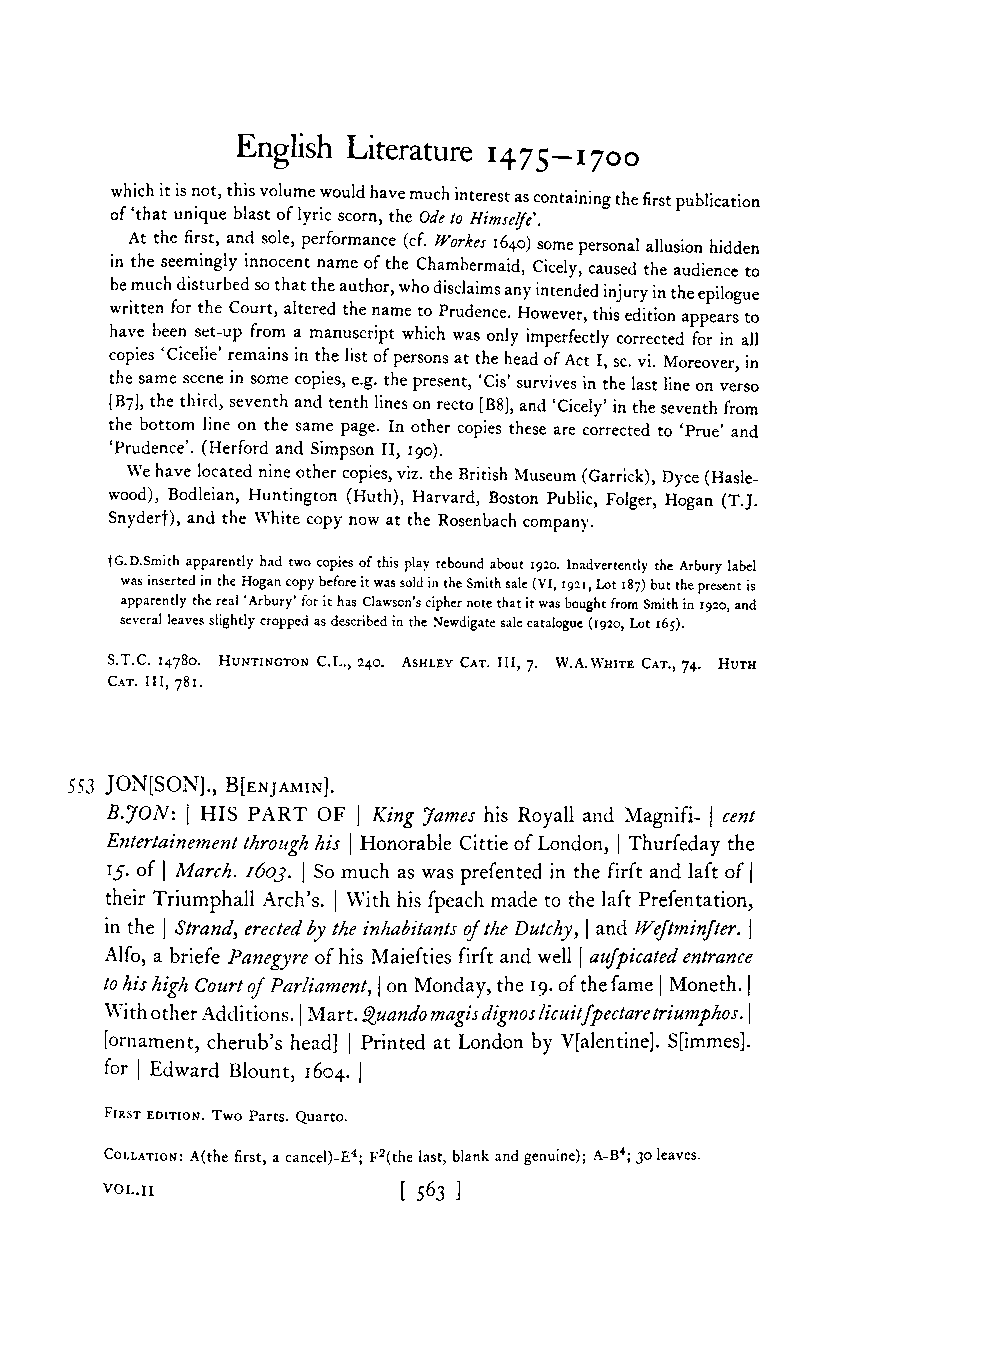 English Literature 1475–1700
which it is not, this volume would have much interest as containing the first publication
of ‘that unique blast of lyric scorn, the Ode to Himselfe’.
At the first, and sole, performance (cf. Workes 1640) some personal allusion hidden
in the seemingly innocent name of the Chambermaid, Cicely, caused the audience to
be much disturbed so that the author, who disclaims any intended injury in the epilogue
written for the Court, altered the name to Prudence. However, this edition appears to
have been set-up from a manuscript which was only imperfectly corrected for in all
copies ‘Cicelie’ remains in the list of persons at the head of Act I, sc. vi. Moreover, in
the same scene in some copies, e.g. the present, ‘Cis’ survives in the last line on verso
[B7], the third, seventh and tenth lines on recto [B8], and ‘Cicely’ in the seventh from
the bottom line on the same page. In other copies these are corrected to ‘Prue’ and
‘Prudence’. (Herford and Simpson II, 190).
We have located nine other copies, viz. the British Museum (Garrick), Dyce (Hasle-
wood), Bodleian, Huntington (Huth), Harvard, Boston Public, Folger, Hogan (T.J.
Snyder†), and the White copy now at the Rosenbach company.
†G.D.Smith apparently had two copies of this play rebound about 1920. Inadvertently the Arbury label
was inserted in the Hogan copy before it was sold in the Smith sale (VI, 1921, Lot 187) but the present is
apparently the real ‘Arbury’ for it has Clawson's cipher note that it was bought from Smith in 1920, and
several leaves slightly cropped as described in the Newdigate sale catalogue (1920, Lot 165).
S.T.C. 14780. Huntington C.L., 240. Ashley Cat. III, 7. W.A.White Cat., 74. Huth
Cat. III, 781.
553 JON[SON]., B[enjamin].
B.JON: | HIS PART OF | King James his Royall and Magnifi- | cent
Entertainement through his | Honorable Cittie of London, | Thurſeday the
15. of | March. 1603. | So much as was preſented in the firſt and laſt of |
their Triumphall Arch's. | With his ſpeach made to the laſt Preſentation,
in the | Strand, erected by the inhabitants of the Dutchy, | and Weſtminſter. |
Alſo, a briefe Panegyre of his Maieſties firſt and well | auſpicated entrance
to his high Court of Parliament, | on Monday, the 19. of the ſame | Moneth. |
With other Additions. | Mart. Quando magis dignos licuit ſpectare triumphos. |
[ornament, cherub's head] | Printed at London by V[alentine]. S[immes].
for | Edward Blount, 1604. |
First edition. Two Parts. Quarto.
Collation: A(the first, a cancel)-E⁴; F²(the last, blank and genuine); A-B⁴; 30 leaves.
VOL.II [ 563 ]